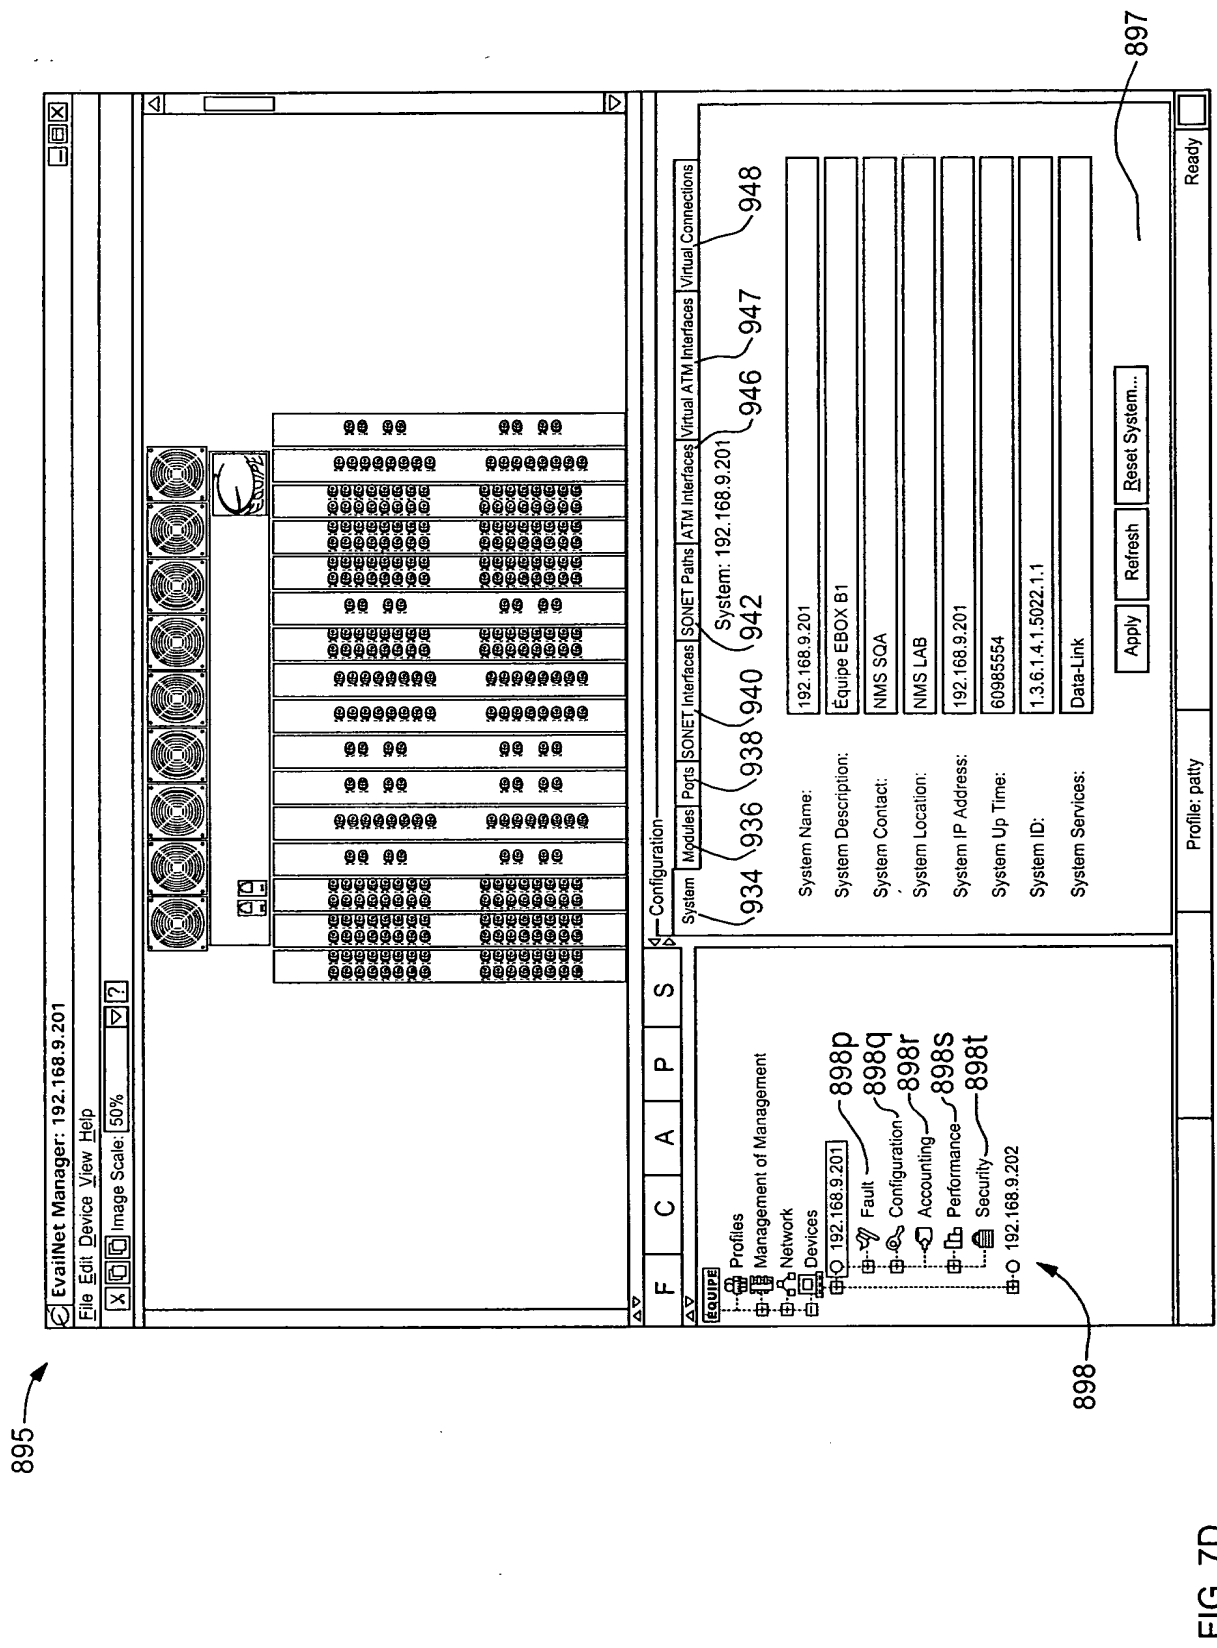 895
EvailNet Manager: 192.168.9.201
File Edit Device View Help
Image Scale: 50% ?
F C A P S
EQUIPE
Profiles
Management of Management
Network
Devices
192.168.9.201
Fault
Configuration
Accounting
Performance
Security
192.168.9.202
898p
898q
898r
898s
898t
898
Configuration
System Modules Ports SONET Interfaces SONET Paths ATM Interfaces Virtual ATM Interfaces Virtual Connections
System: 192.168.9.201
934 936 938 940 942 946 947 948
System Name: 192.168.9.201
System Description: Équipe EBOX B1
System Contact: NMS SQA
System Location: NMS LAB
System IP Address: 192.168.9.201
System Up Time: 60985554
System ID: 1.3.6.1.4.1.5022.1.1
System Services: Data-Link
Apply Refresh Reset System...
897
Profile: patty
Ready
FIG. 7D